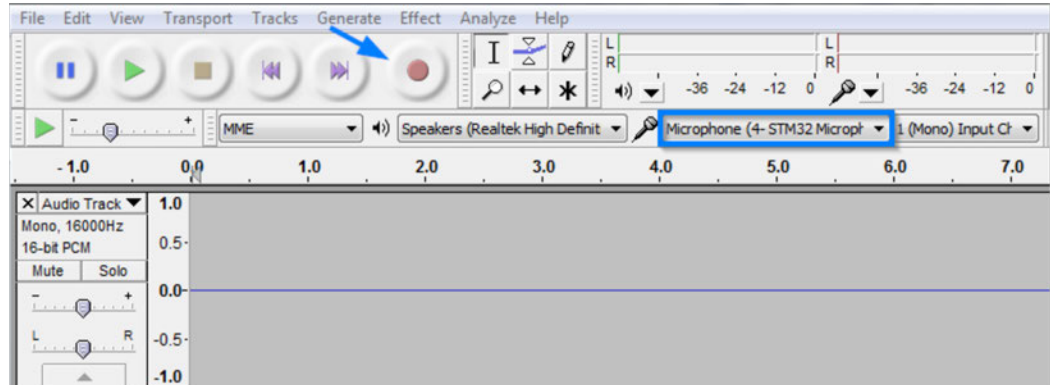 File Edit View Transport Tracks Generate Effect Analyze Help
L
R
L
R
-36 -24 -12 0
-36 -24 -12 0
- +
MME
Speakers (Realtek High Definit
Microphone (4- STM32 Microph
1 (Mono) Input Ch
-1.0 0.0 1.0 2.0 3.0 4.0 5.0 6.0 7.0
X Audio Track 1.0
Mono, 16000Hz
16-bit PCM
0.5
Mute Solo
- +
0.0
L R
-0.5
-1.0